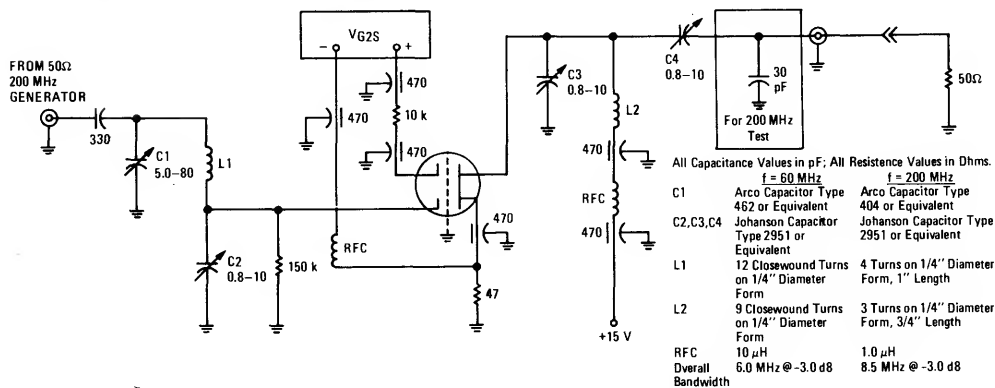 VG2S
− +
FROM 50Ω
200 MHz
GENERATOR
330
C1
5.0–80
L1
C2
0.8–10
150 k
470
470
10 k
470
RFC
470
47
C3
0.8–10
L2
470
RFC
470
+15 V
C4
0.8–10
30
pF
For 200 MHz
Test
50Ω
All Capacitance Values in pF; All Resistence Values in Dhms.
f = 60 MHz f = 200 MHz
C1 Arco Capacitor Type Arco Capacitor Type
462 or Equivalent 404 or Equivalent
C2,C3,C4 Johanson Capacitor Johanson Capacitor Type
Type 2951 or 2951 or Equivalent
Equivalent
L1 12 Closewound Turns 4 Turns on 1/4" Diameter
on 1/4" Diameter Form, 1" Length
Form
L2 9 Closewound Turns 3 Turns on 1/4" Diameter
on 1/4" Diameter Form, 3/4" Length
Form
RFC 10 μH 1.0 μH
Dverall 6.0 MHz @ –3.0 d8 8.5 MHz @ –3.0 d8
Bandwidth